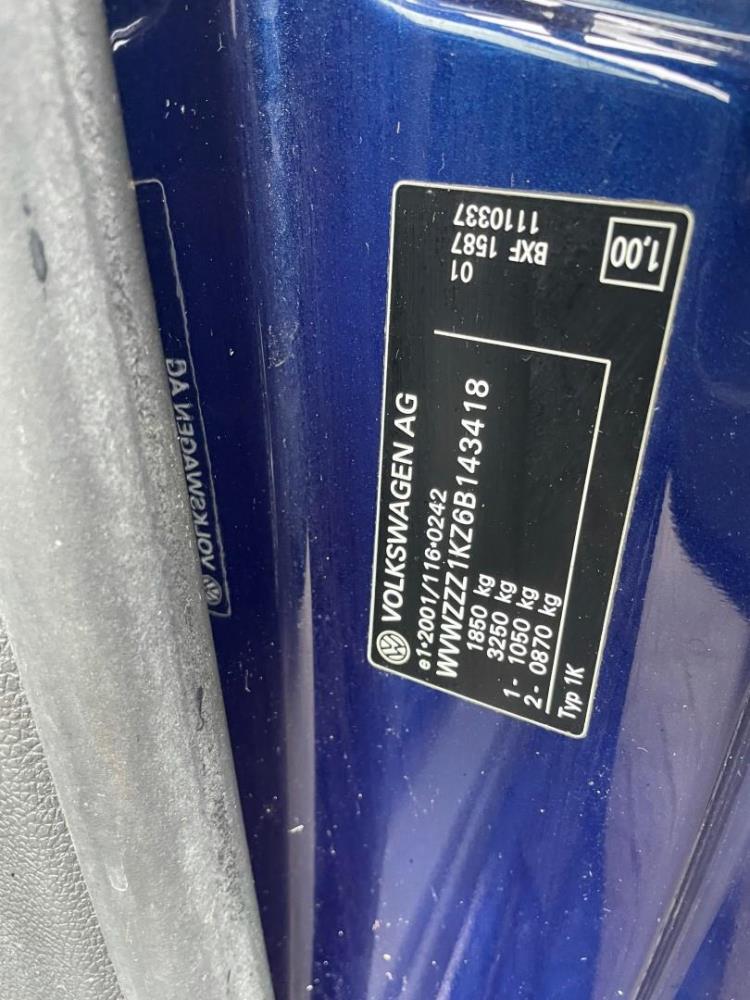 VOLKSWAGEN AG
e1*2001/116*0242
WVWZZZ1KZ6B143418
1850 kg
3250 kg
1- 1050 kg
2- 0870 kg
Typ 1K
01
BXF 1587
1110337
1,00
VOLKSWAGEN AG